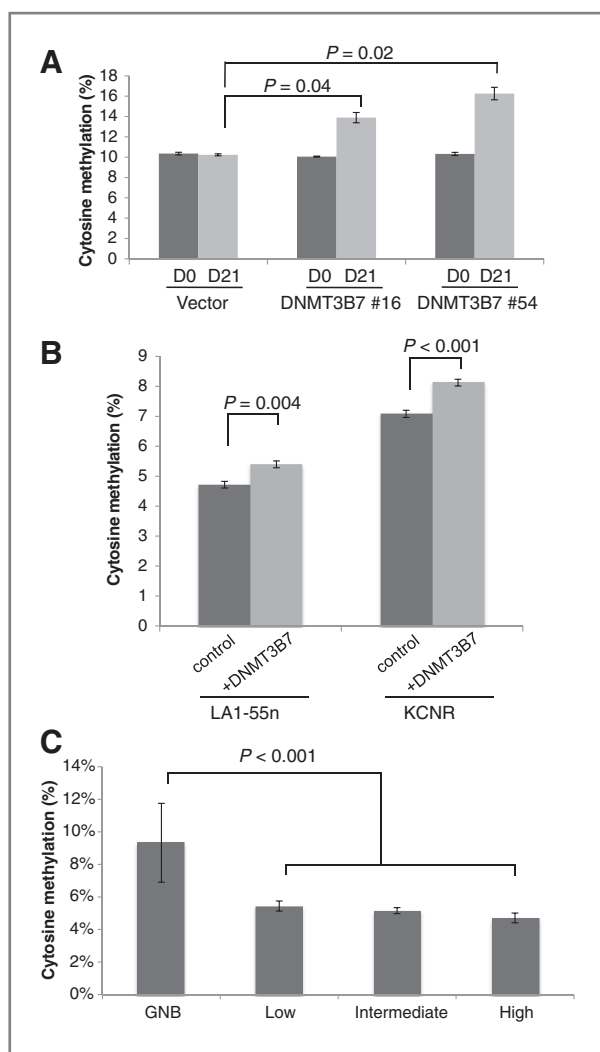 A
P = 0.02
P = 0.04
Cytosine methylation (%)
18
16
14
12
10
8
6
4
2
0
D0 D21 D0 D21 D0 D21
Vector DNMT3B7 #16 DNMT3B7 #54
B
P < 0.001
P = 0.004
Cytosine methylation (%)
9
8
7
6
5
4
3
2
1
0
control +DNMT3B7 control +DNMT3B7
LA1-55n KCNR
C
P < 0.001
Cytosine methylation (%)
14%
12%
10%
8%
6%
4%
2%
0%
GNB Low Intermediate High